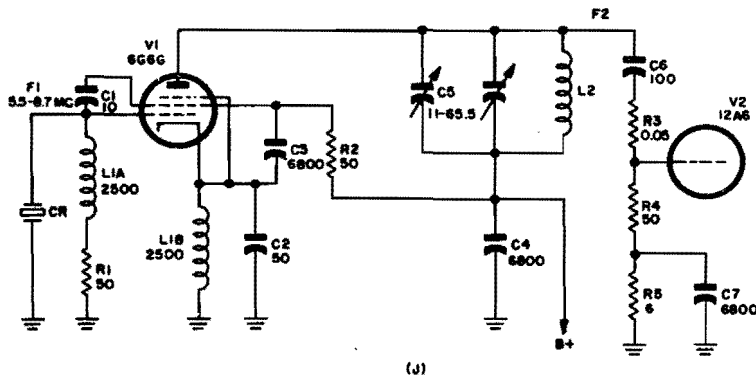 F2
V1
6G6G
F1
5.5-8.7 MC
C1
10
C5
11-65.5
L2
C6
100
V2
12A6
R3
0.05
C3
6800
R2
50
L1A
2500
CR
R4
50
L1B
2500
C2
50
C4
6800
R1
50
R5
6
C7
6800
B+
(J)